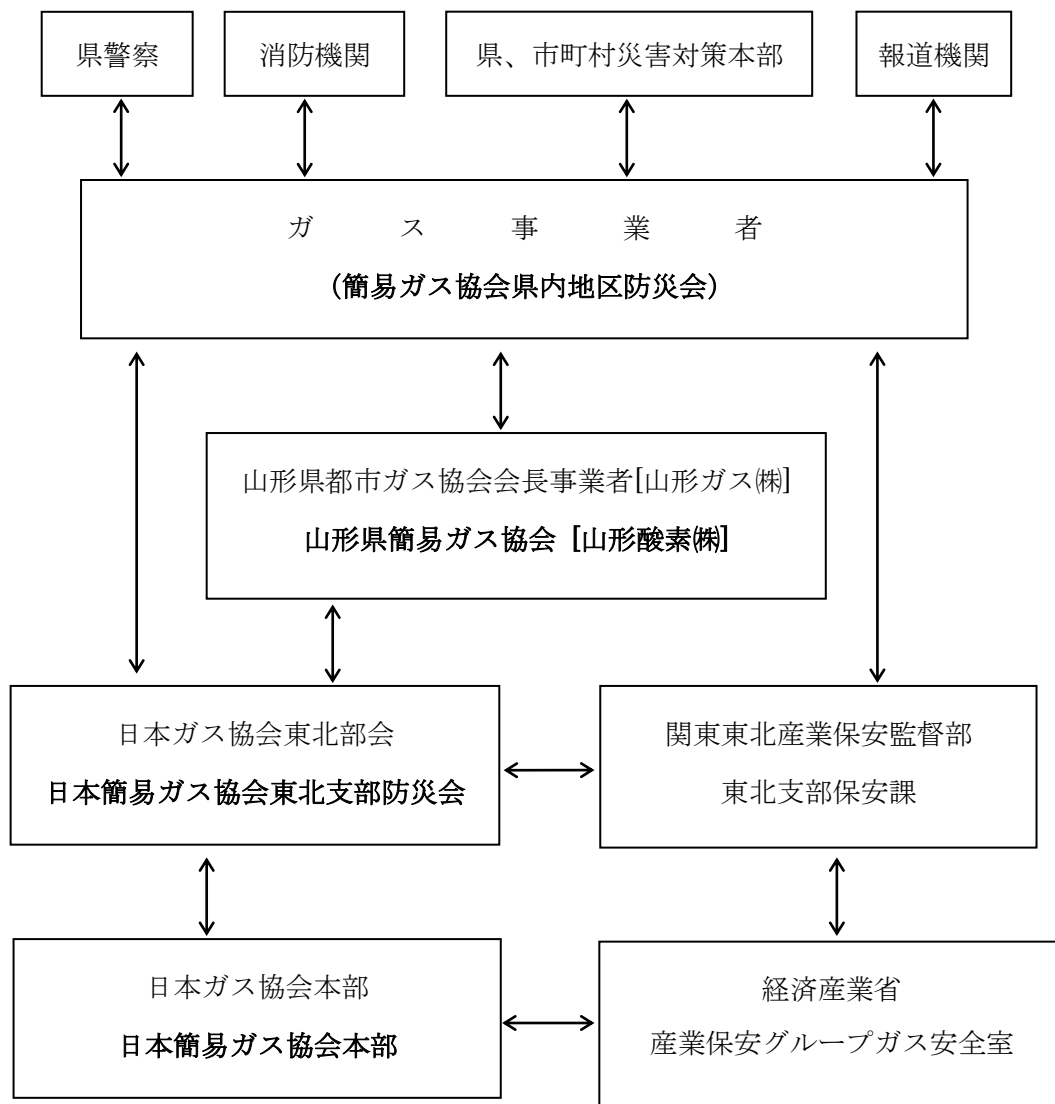 県警察
消防機関
県、市町村災害対策本部
報道機関
ガス事業者
(簡易ガス協会県内地区防災会)
山形県都市ガス協会会長事業者[山形ガス㈱]
山形県簡易ガス協会 [山形酸素㈱]
日本ガス協会東北部会
日本簡易ガス協会東北支部防災会
関東東北産業保安監督部
東北支部保安課
日本ガス協会本部
日本簡易ガス協会本部
経済産業省
産業保安グループガス安全室